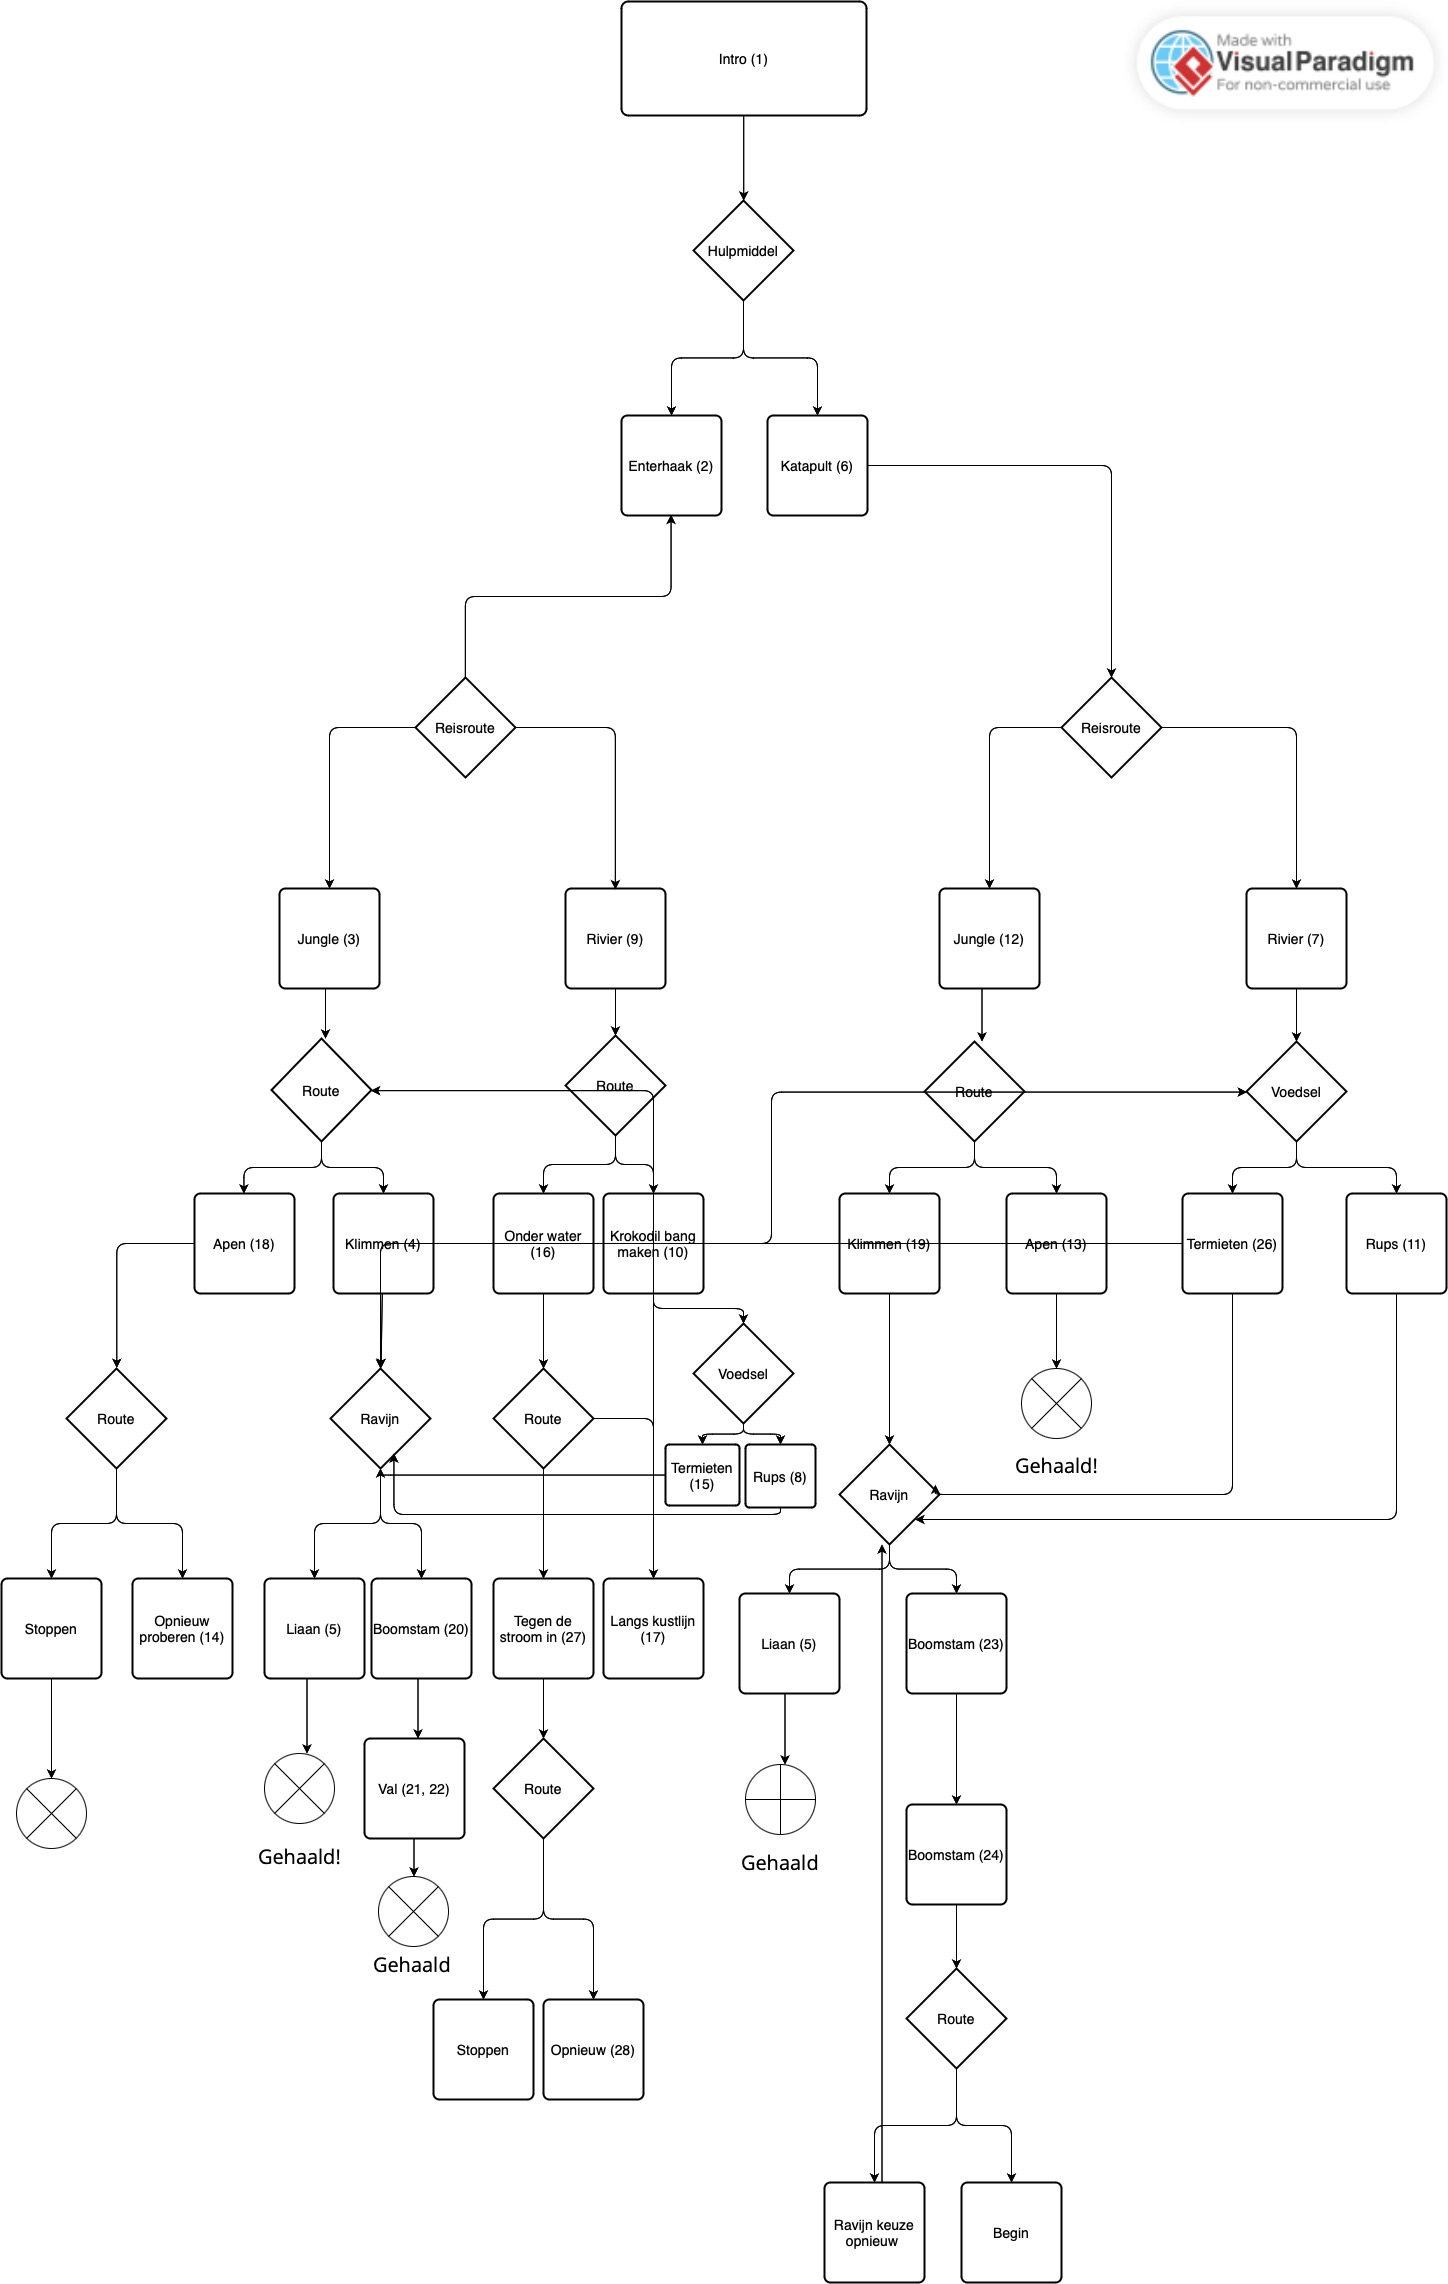 Made with
Visual Paradigm
For non-commercial use
Intro (1)
Hulpmiddel
Enterhaak (2)
Katapult (6)
Reisroute
Reisroute
Jungle (3)
Rivier (9)
Jungle (12)
Rivier (7)
Route
Route
Route
Voedsel
Apen (18)
Klimmen (4)
Onder water
(16)
Krokodil bang
maken (10)
Klimmen (19)
Apen (13)
Termieten (26)
Rups (11)
Route
Ravijn
Route
Voedsel
Termieten
(15)
Rups (8)
Ravijn
Gehaald!
Stoppen
Opnieuw
proberen (14)
Liaan (5)
Boomstam (20)
Tegen de
stroom in (27)
Langs kustlijn
(17)
Liaan (5)
Boomstam (23)
Val (21, 22)
Route
Gehaald!
Gehaald
Boomstam (24)
Gehaald
Route
Stoppen
Opnieuw (28)
Ravijn keuze
opnieuw
Begin